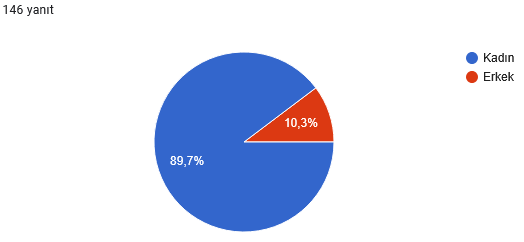 146 yanıt
Kadın
Erkek
10,3%
89,7%